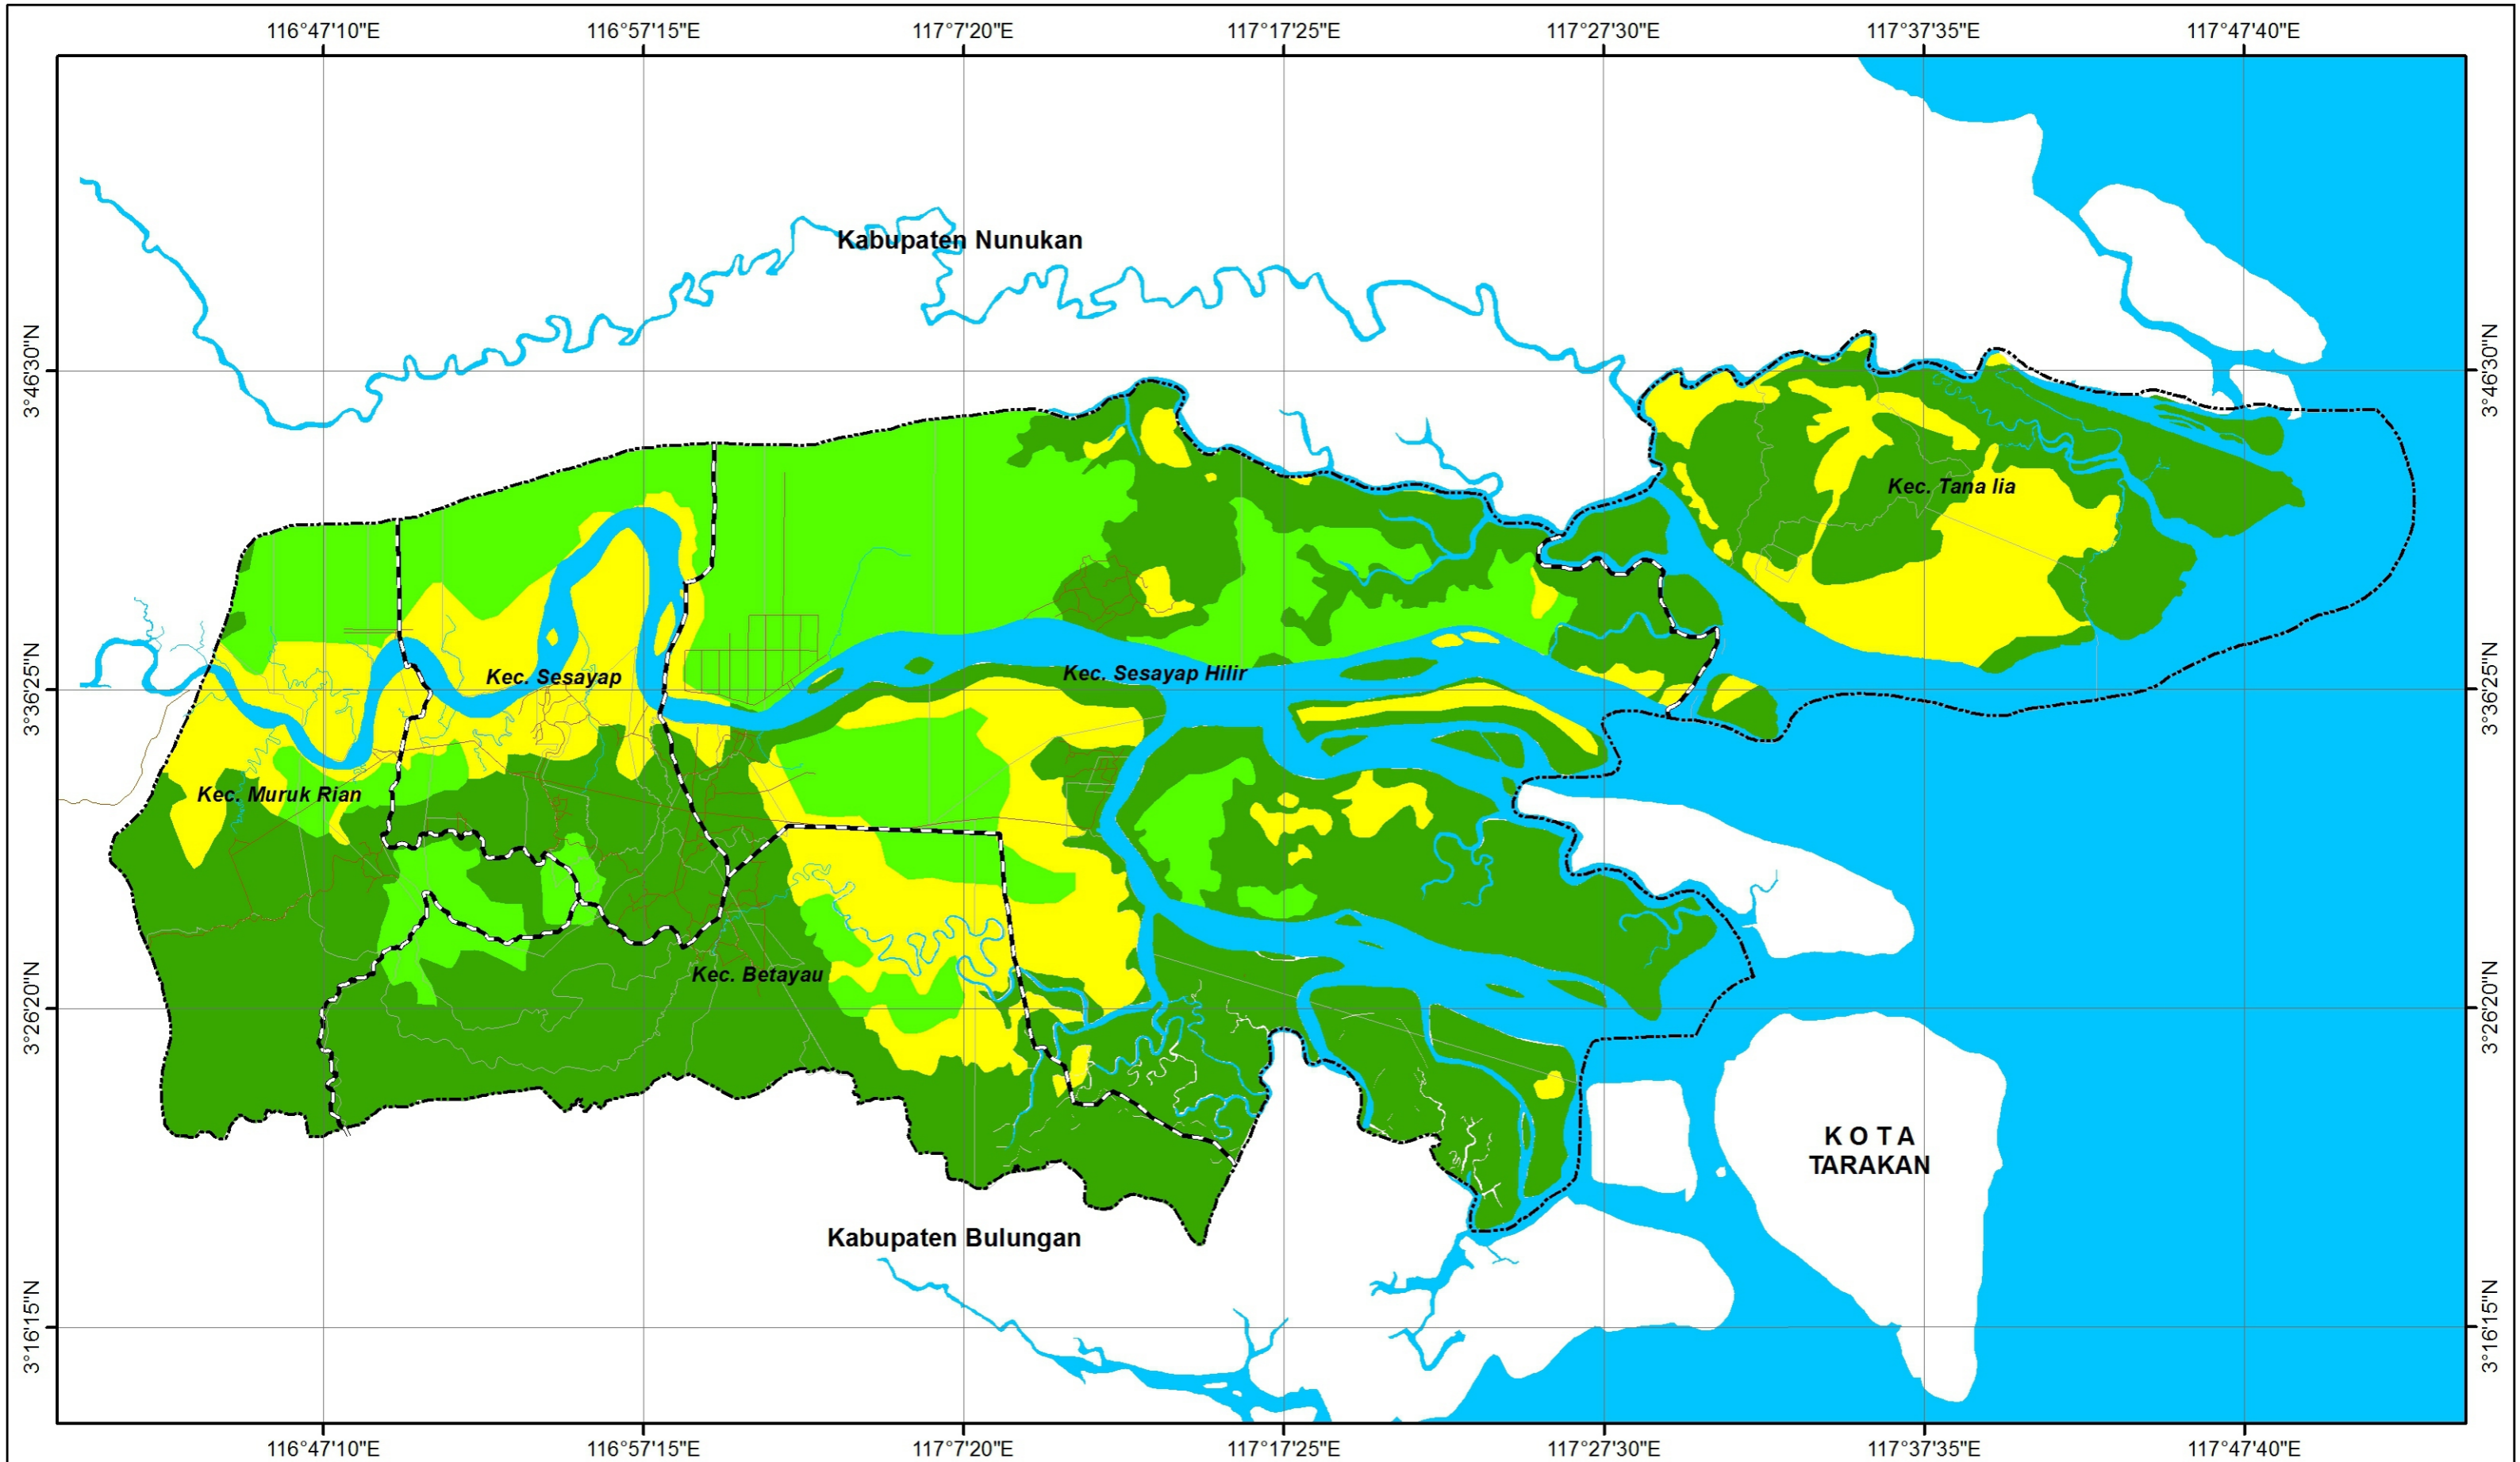 116°47'10"E 116°57'15"E 117°7'20"E 117°17'25"E 117°27'30"E 117°37'35"E 117°47'40"E
Kabupaten Nunukan
3°46'30"N 3°46'30"N
Kec. Tana lia
Kec. Sesayap Hilir
Kec. Sesayap
3°36'25"N 3°36'25"N
Kec. Muruk Rian
Kec. Betayau
3°26'20"N 3°26'20"N
K O T A
TARAKAN
Kabupaten Bulungan
3°16'15"N 3°16'15"N
116°47'10"E 116°57'15"E 117°7'20"E 117°17'25"E 117°27'30"E 117°37'35"E 117°47'40"E